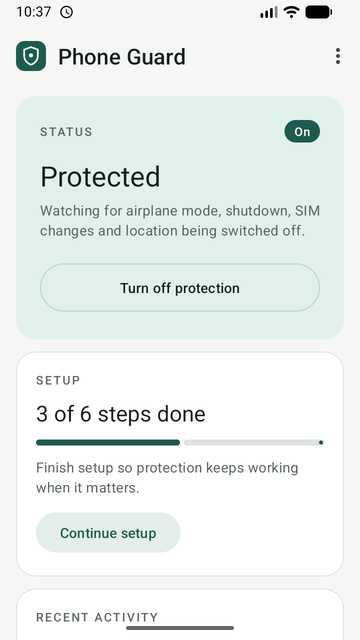 10:37
Phone Guard
STATUS
On
Protected
Watching for airplane mode, shutdown, SIM
changes and location being switched off.
Turn off protection
SETUP
3 of 6 steps done
Finish setup so protection keeps working
when it matters.
Continue setup
RECENT ACTIVITY